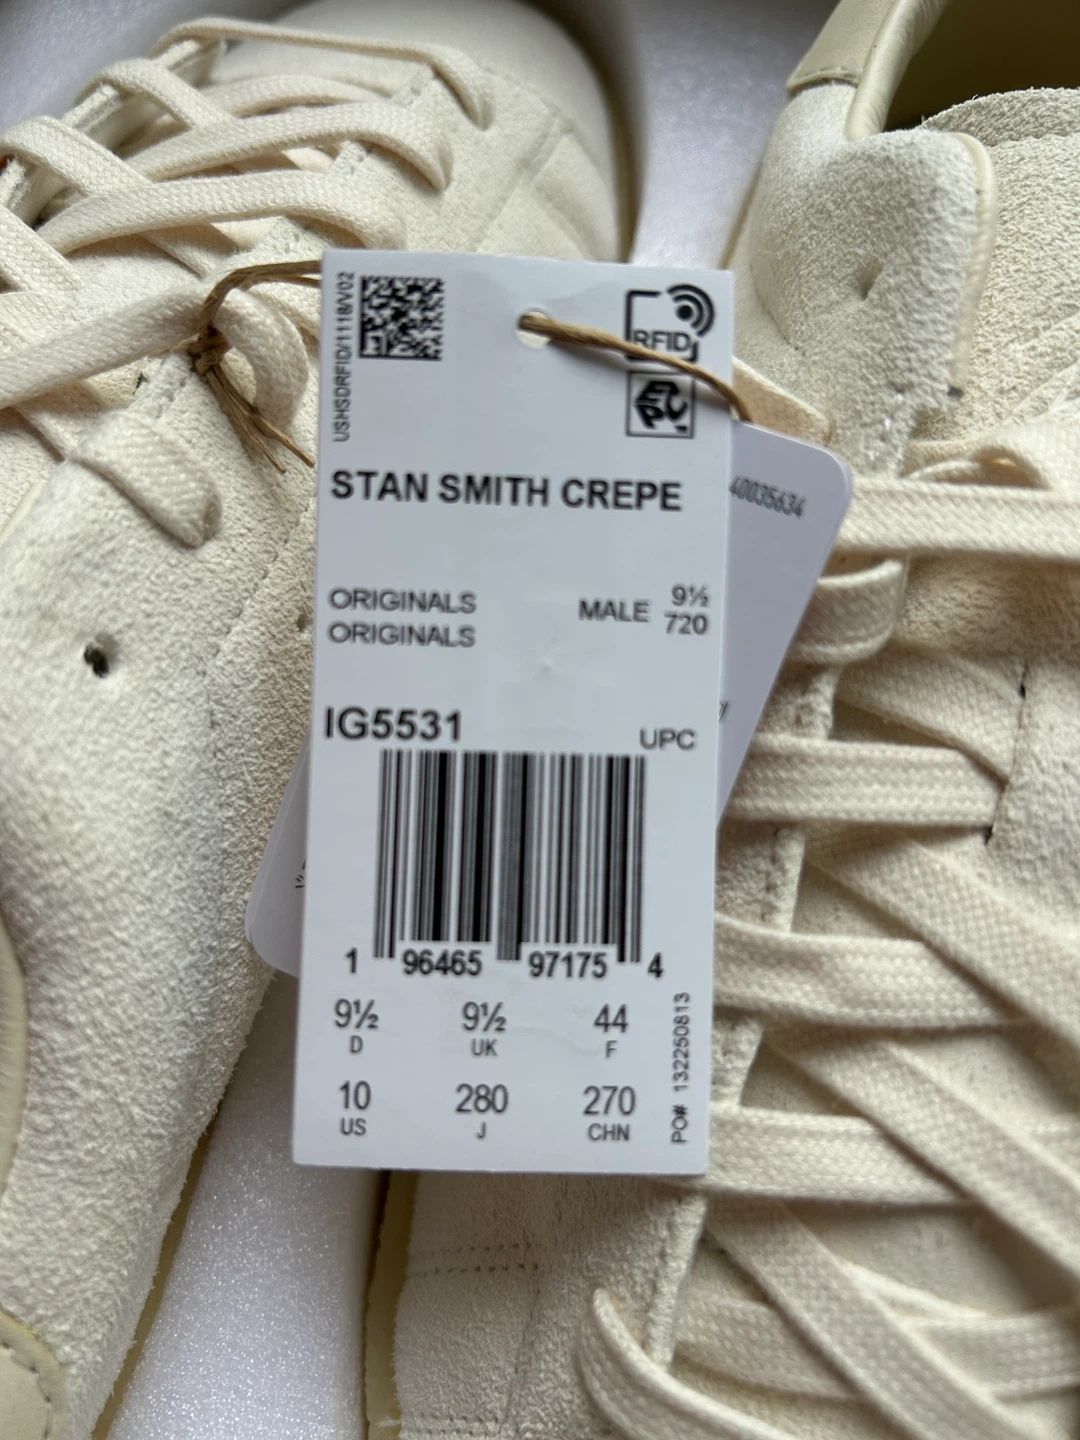 USHSDRFID/1118/V02
RFID
EPC
STAN SMITH CREPE
40035634
ORIGINALS
ORIGINALS
MALE 9½
720
IG5531
UPC
1 96465 97175 4
9½ 9½ 44
D UK F
10 280 270
US J CHN
PO# 132250813